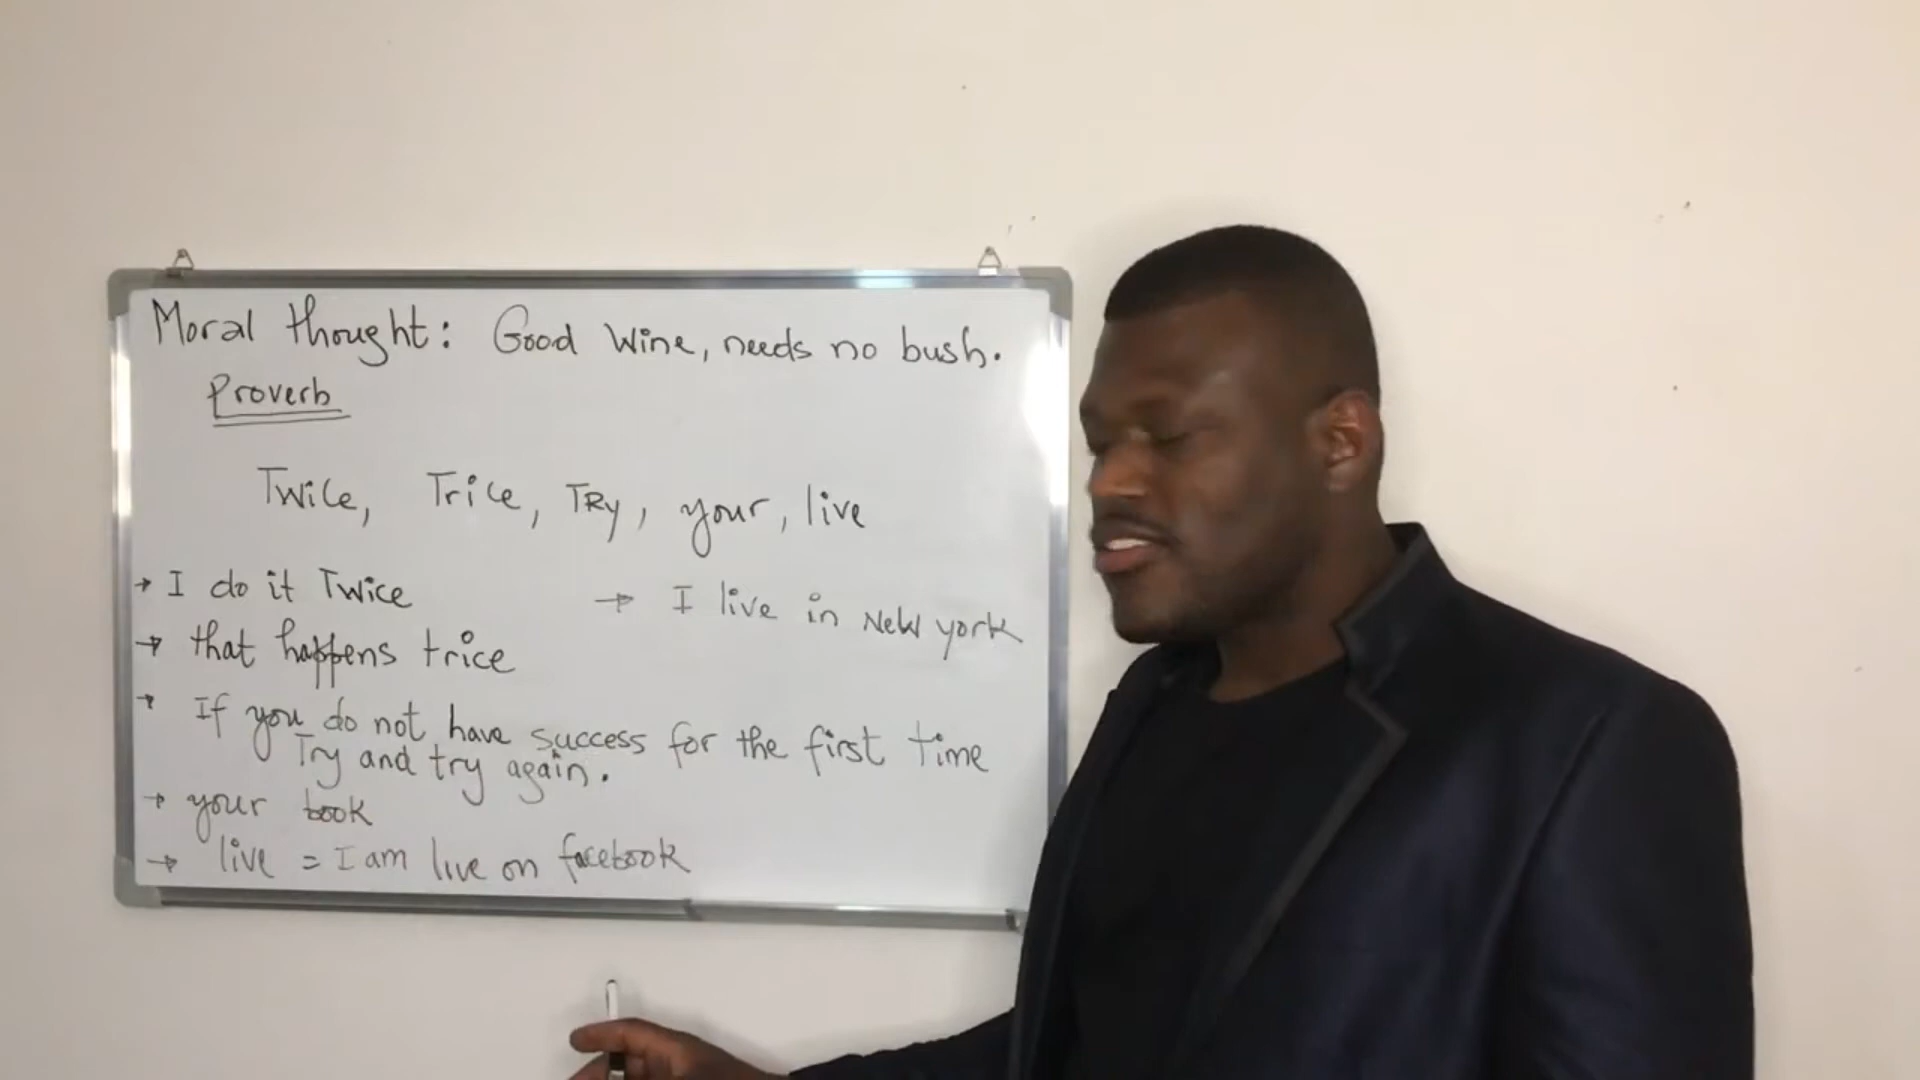 Moral thought: Good Wine, needs no bush.
Proverb
Twice, Trice, TRy, your, live
→ I do it Twice
→ I live in New york
→ that happens trice
→ If you do not have success for the first time
Try and try again.
→ your book
→ live = I am live on facebook